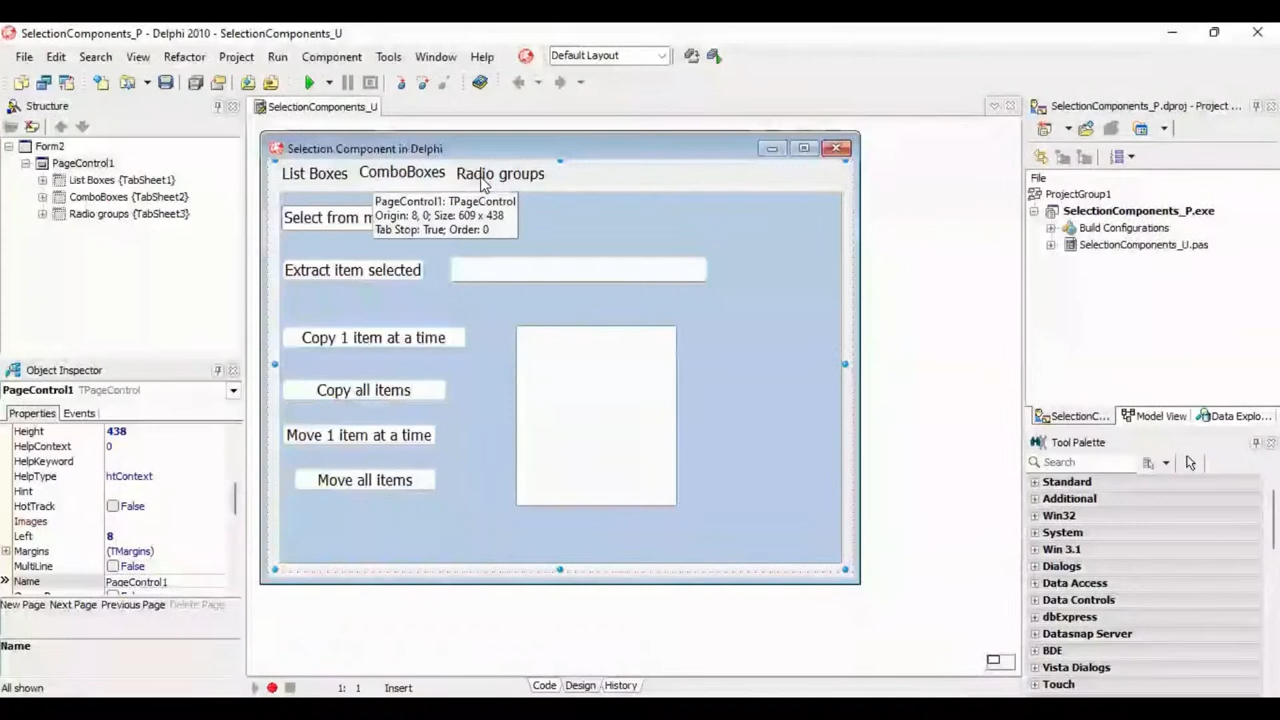 SelectionComponents_P - Delphi 2010 - SelectionComponents_U
File Edit Search View Refactor Project Run Component Tools Window Help Default Layout
Structure
Form2
PageControl1
List Boxes {TabSheet1}
ComboBoxes {TabSheet2}
Radio groups {TabSheet3}
Object Inspector
PageControl1 TPageControl
Properties Events
Height 438
HelpContext 0
HelpKeyword
HelpType htContext
Hint
HotTrack False
Images
Left 8
Margins (TMargins)
MultiLine False
Name PageControl1
New Page Next Page Previous Page Delete Page
Name
All shown
SelectionComponents_U
Selection Component in Delphi
List Boxes ComboBoxes Radio groups
Select from
PageControl1: TPageControl
Origin: 8, 0; Size: 609 x 438
Tab Stop: True; Order: 0
Extract item selected
Copy 1 item at a time
Copy all items
Move 1 item at a time
Move all items
1: 1 Insert
Code Design History
SelectionComponents_P.dproj - Project ...
File
ProjectGroup1
SelectionComponents_P.exe
Build Configurations
SelectionComponents_U.pas
SelectionC... Model View Data Explo...
Tool Palette
Search
Standard
Additional
Win32
System
Win 3.1
Dialogs
Data Access
Data Controls
dbExpress
Datasnap Server
BDE
Vista Dialogs
Touch